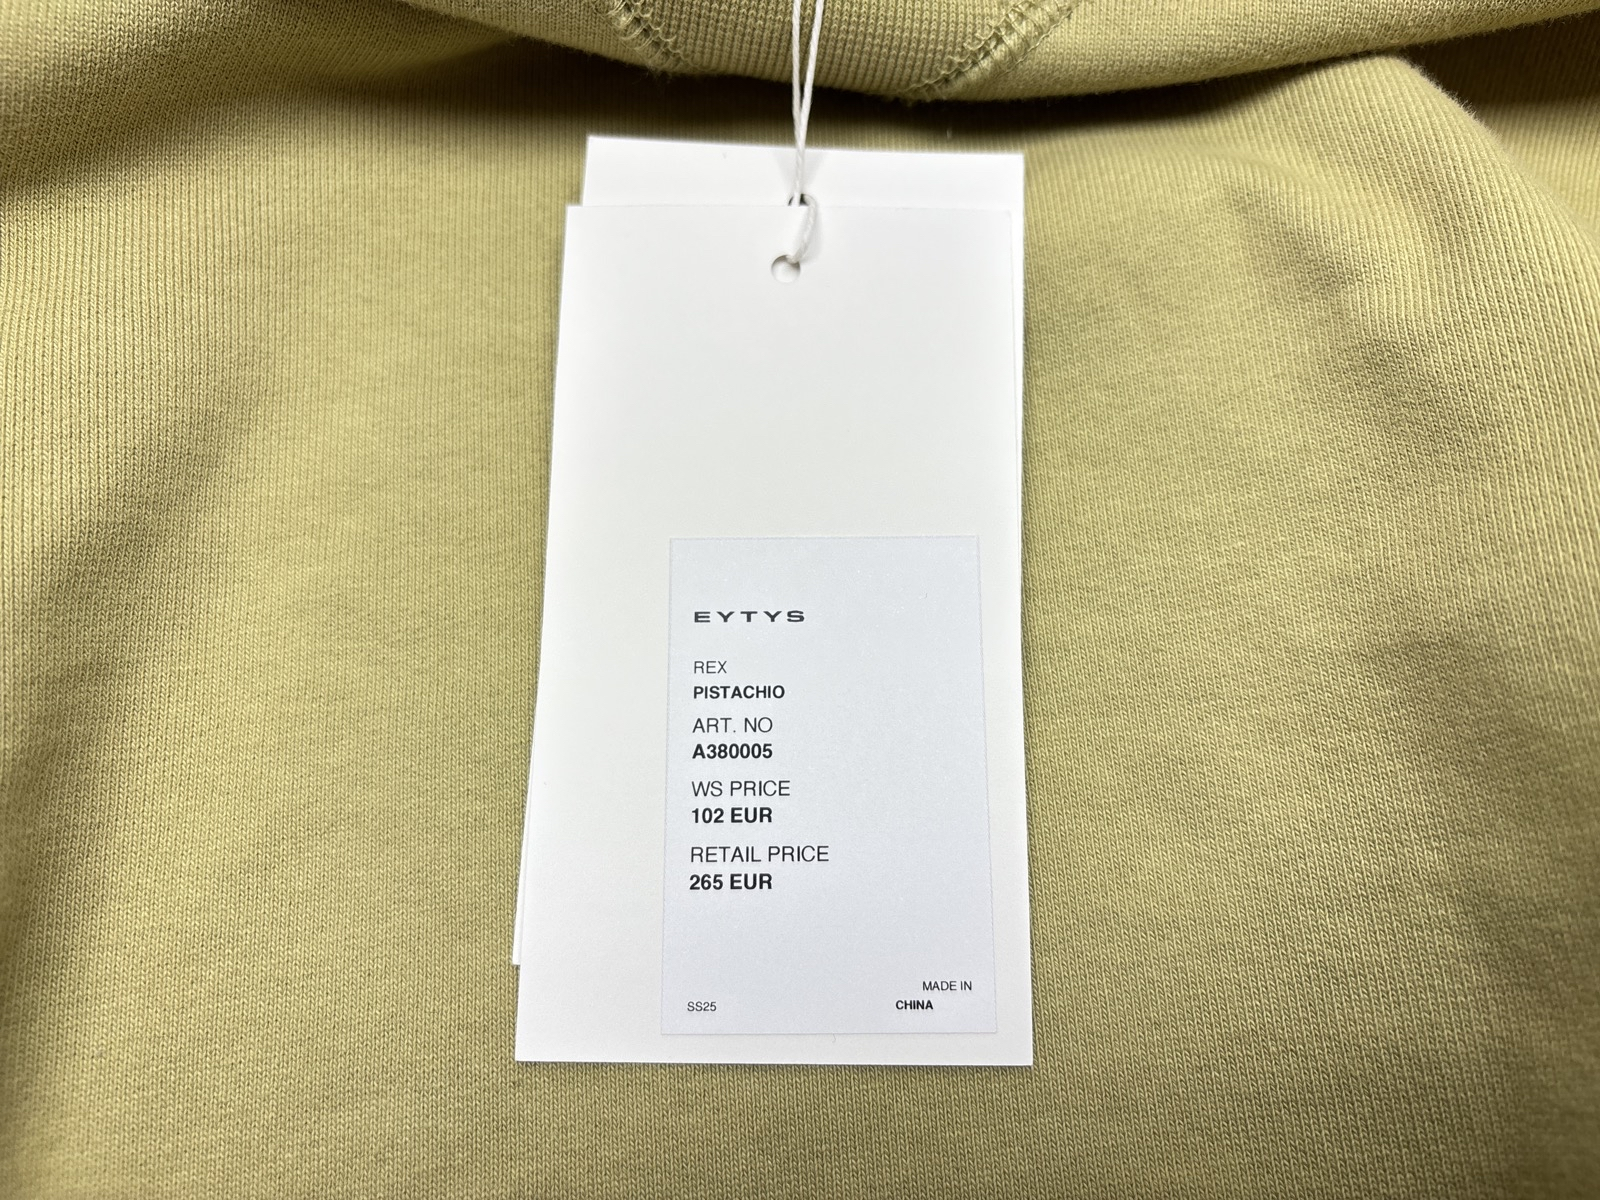 EYTYS
REX
PISTACHIO
ART. NO
A380005
WS PRICE
102 EUR
RETAIL PRICE
265 EUR
MADE IN
SS25 CHINA